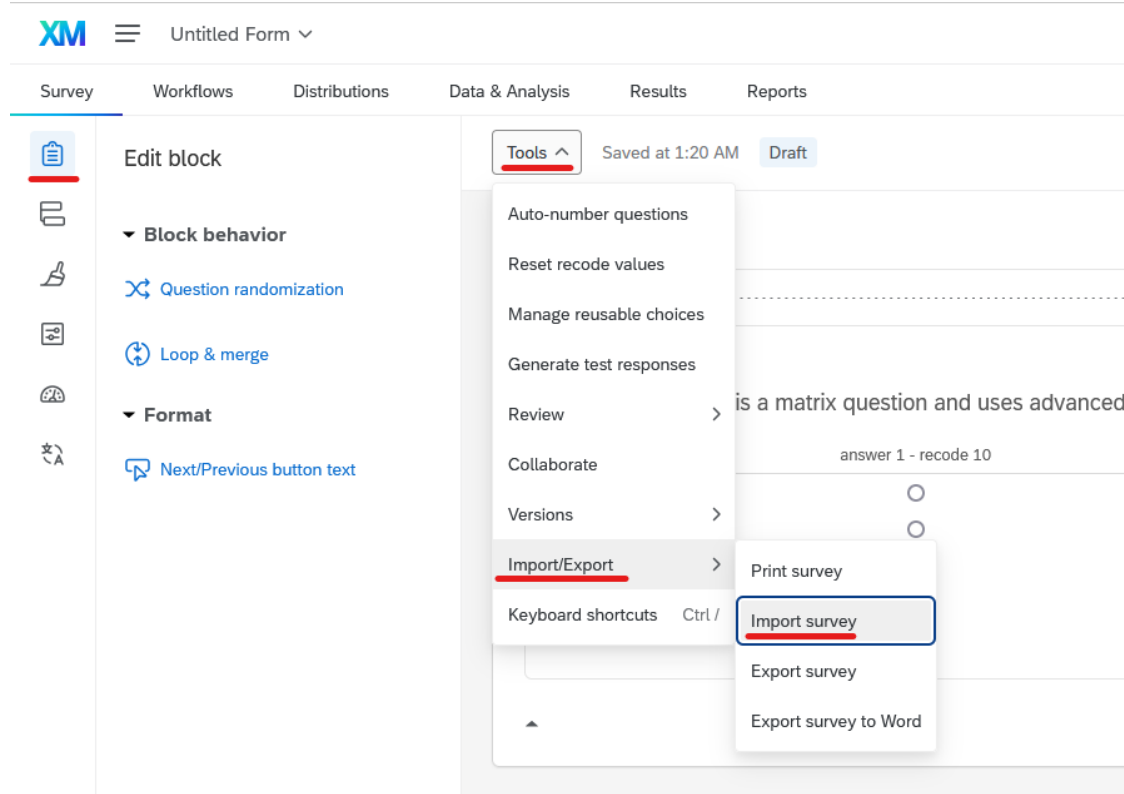 XM
Untitled Form
Survey
Workflows
Distributions
Data & Analysis
Results
Reports
Edit block
Block behavior
Question randomization
Loop & merge
Format
Next/Previous button text
Tools
Saved at 1:20 AM
Draft
Auto-number questions
Reset recode values
Manage reusable choices
Generate test responses
Review
Collaborate
Versions
Import/Export
Keyboard shortcuts Ctrl /
Print survey
Import survey
Export survey
Export survey to Word
is a matrix question and uses advanced
answer 1 - recode 10
文A